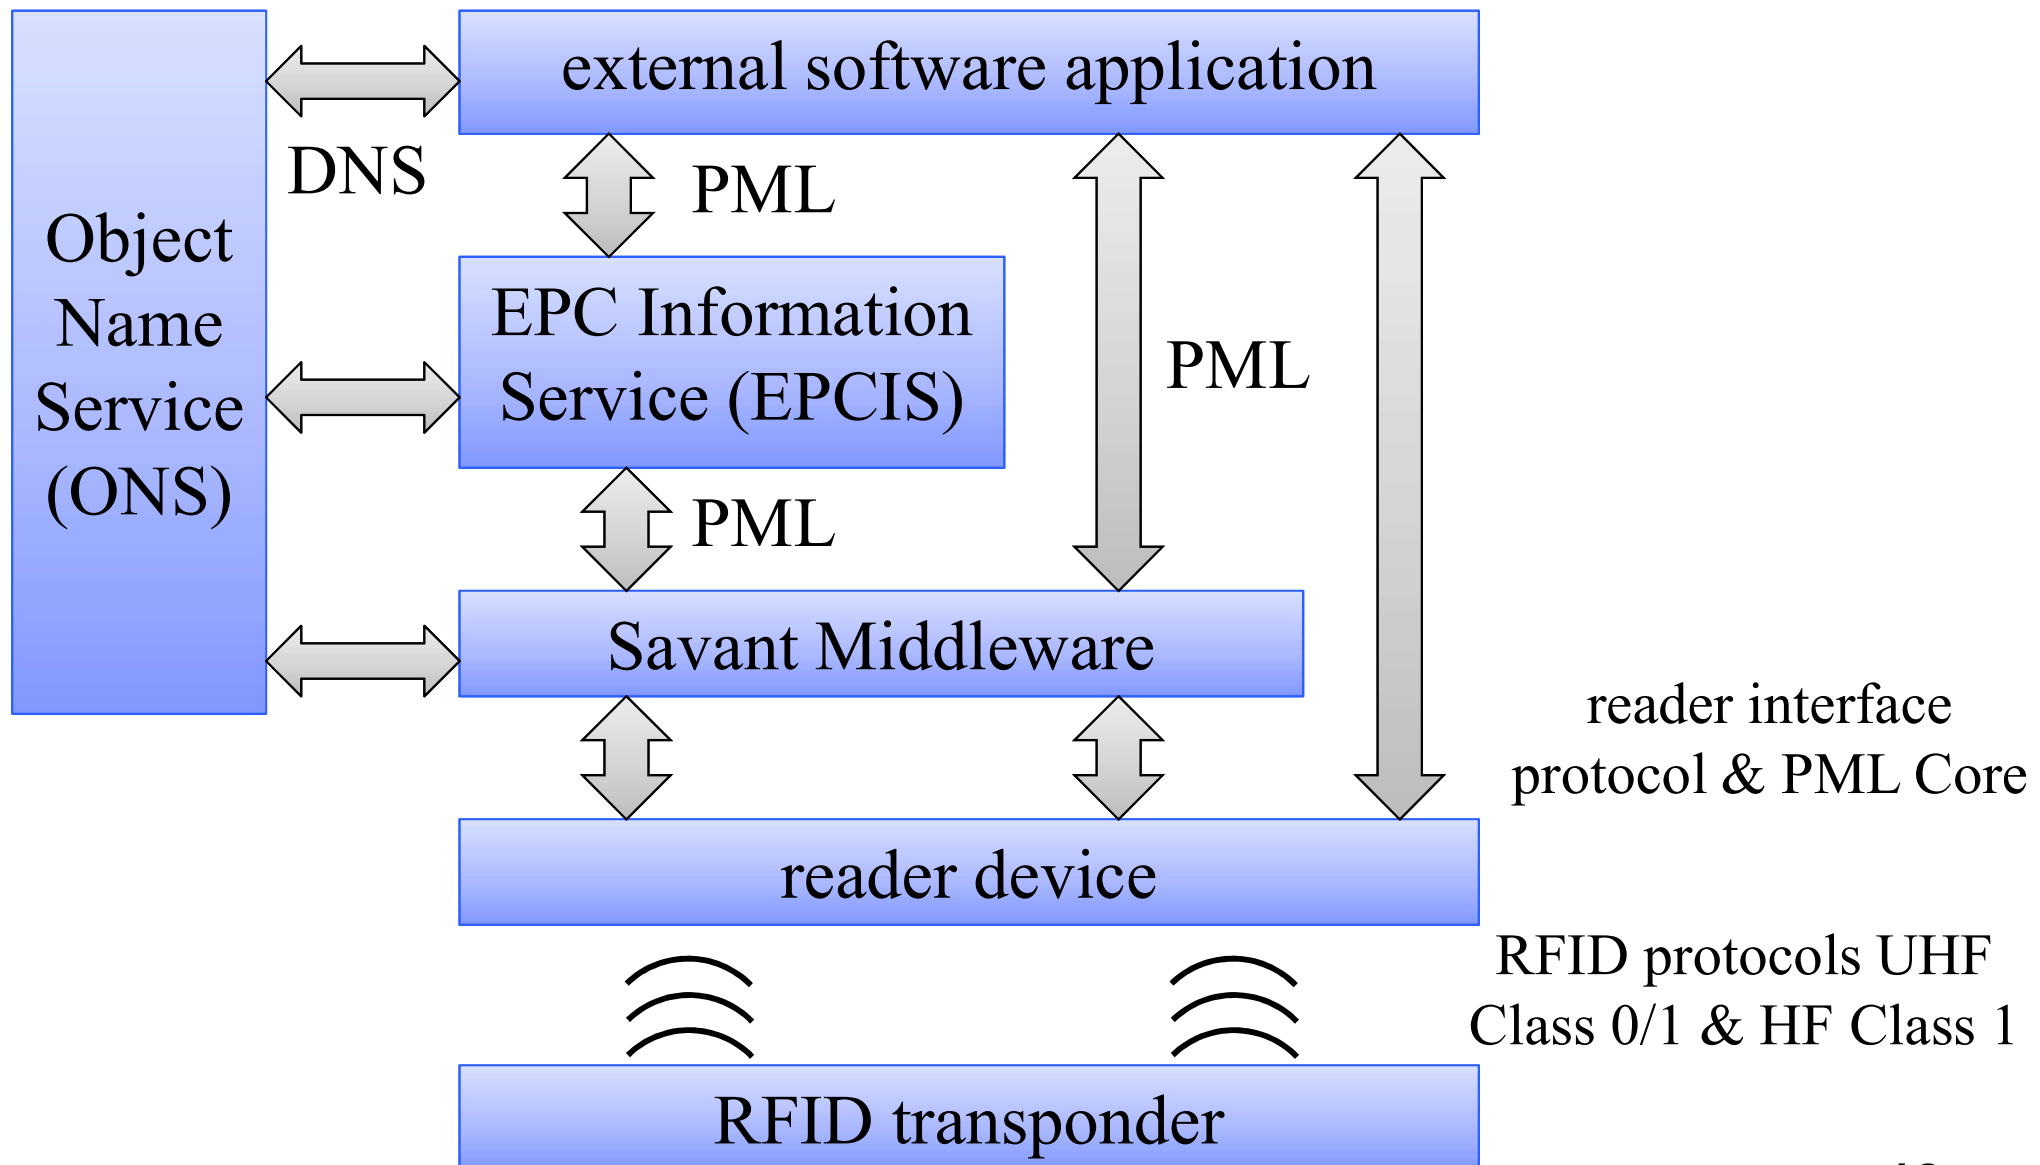 external software application
DNS
PML
Object
Name
Service
(ONS)
EPC Information
Service (EPCIS)
PML
PML
Savant Middleware
reader interface
protocol & PML Core
reader device
RFID protocols UHF
Class 0/1 & HF Class 1
RFID transponder